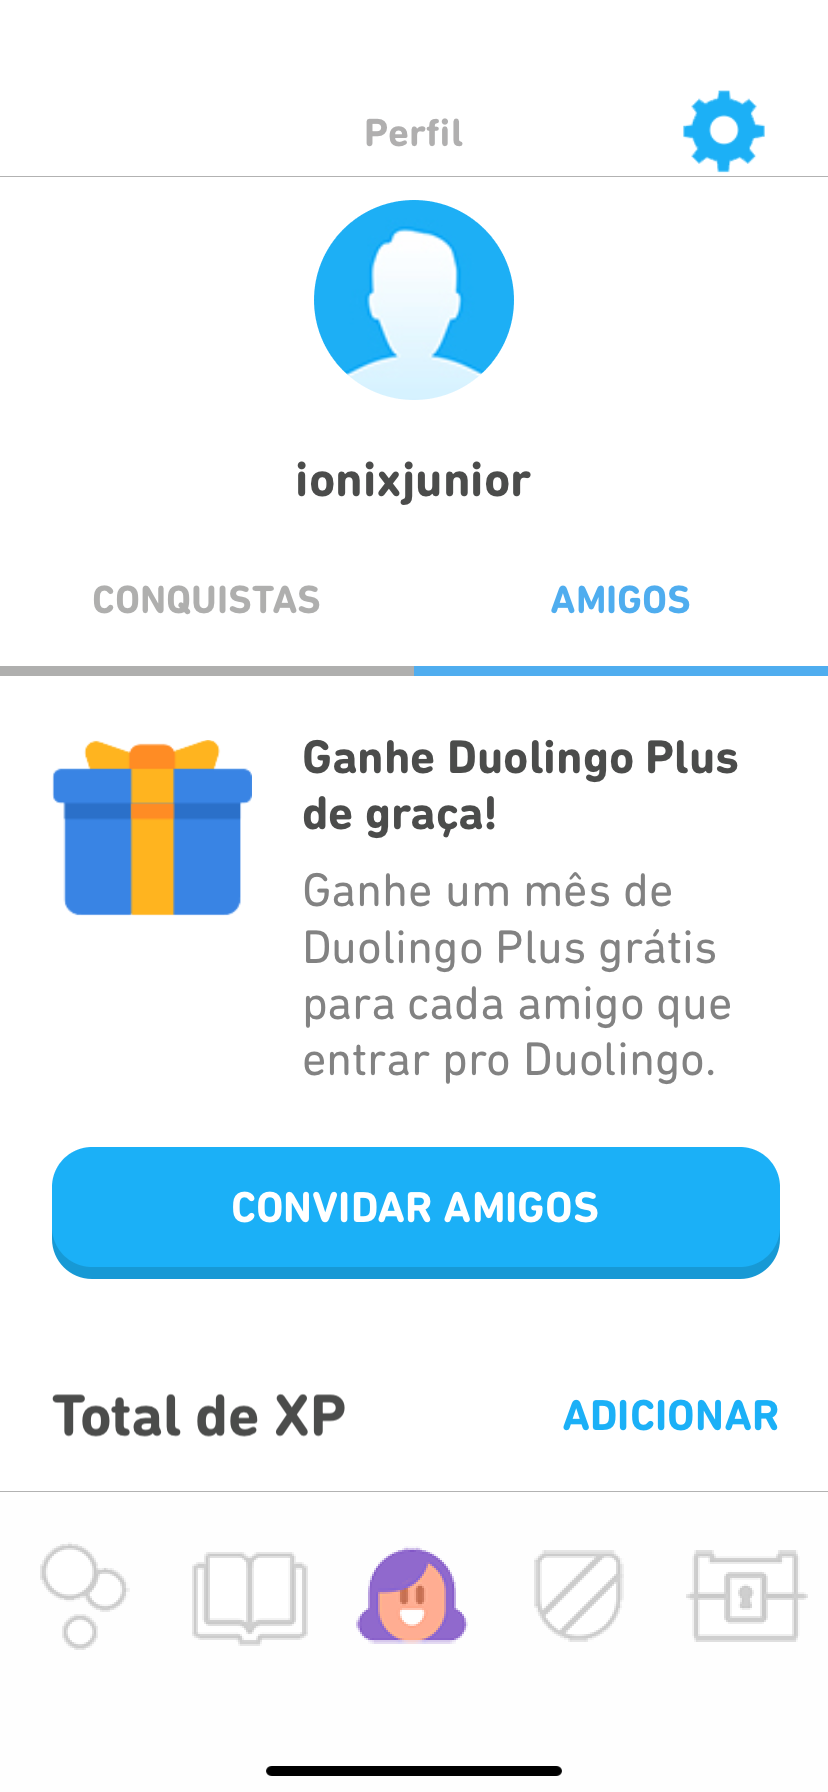 Perfil
ionixjunior
CONQUISTAS
AMIGOS
Ganhe Duolingo Plus
de graça!
Ganhe um mês de
Duolingo Plus grátis
para cada amigo que
entrar pro Duolingo.
CONVIDAR AMIGOS
Total de XP
ADICIONAR